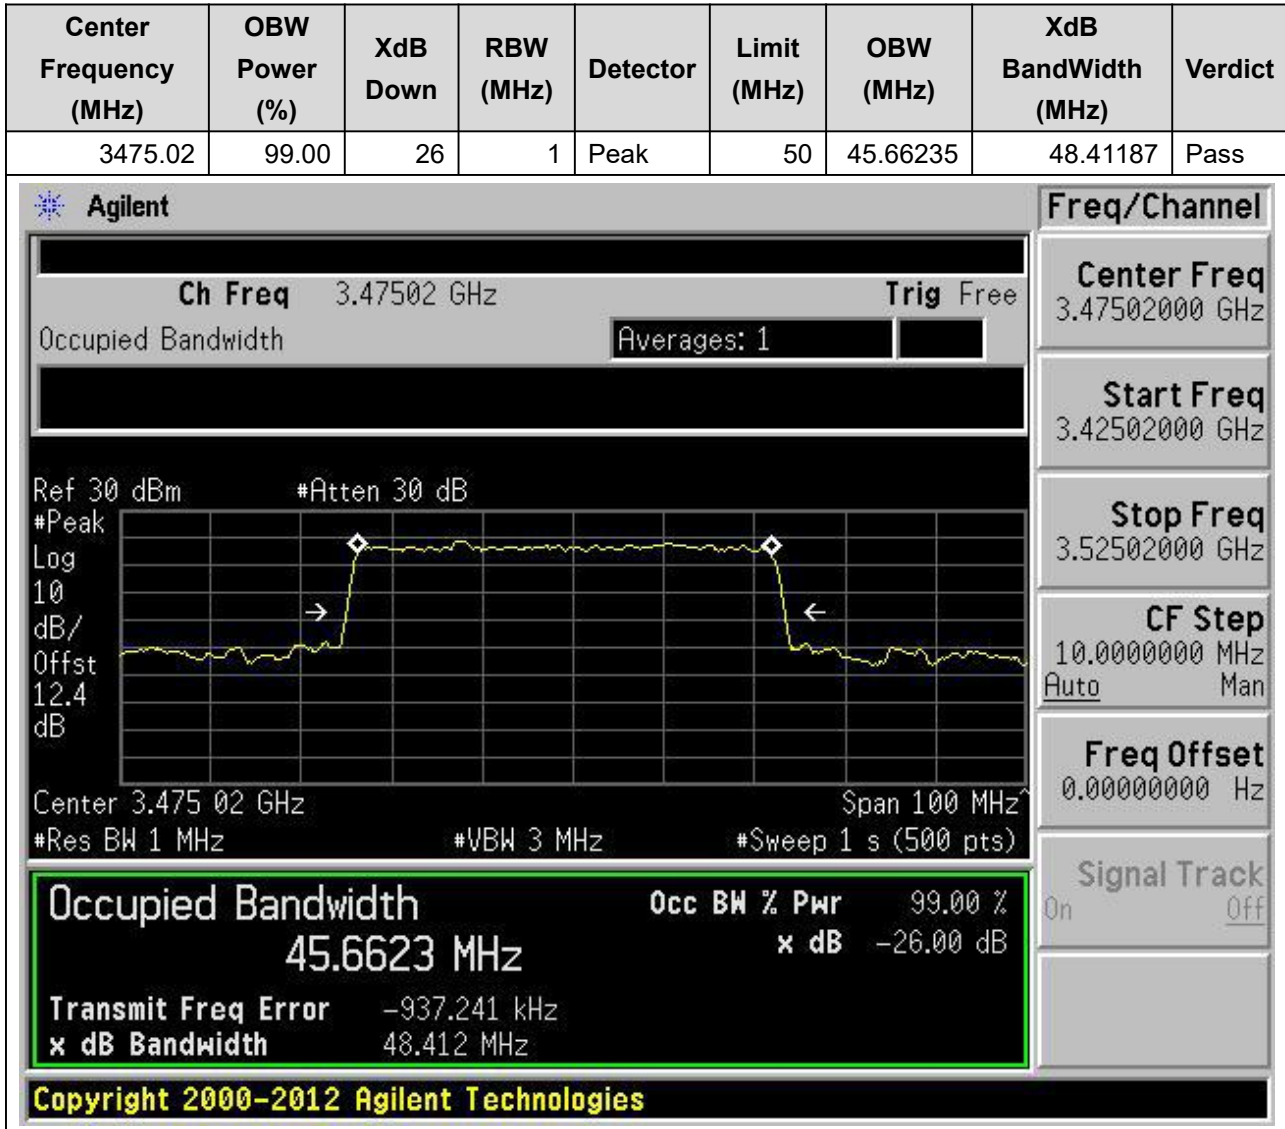 Center Frequency (MHz) OBW Power (%) XdB Down RBW (MHz) Detector Limit (MHz) OBW (MHz) XdB BandWidth (MHz) Verdict
3475.02 99.00 26 1 Peak 50 45.66235 48.41187 Pass
Agilent
Ch Freq 3.47502 GHz Trig Free
Occupied Bandwidth Averages: 1
Ref 30 dBm #Atten 30 dB
#Peak
Log
10
dB/
Offst
12.4
dB
Center 3.475 02 GHz Span 100 MHz^
#Res BW 1 MHz #VBW 3 MHz #Sweep 1 s (500 pts)
Occupied Bandwidth Occ BW % Pwr 99.00 %
45.6623 MHz x dB -26.00 dB
Transmit Freq Error -937.241 kHz
x dB Bandwidth 48.412 MHz
Copyright 2000-2012 Agilent Technologies
Freq/Channel
Center Freq
3.47502000 GHz
Start Freq
3.42502000 GHz
Stop Freq
3.52502000 GHz
CF Step
10.0000000 MHz
Auto Man
Freq Offset
0.00000000 Hz
Signal Track
On Off